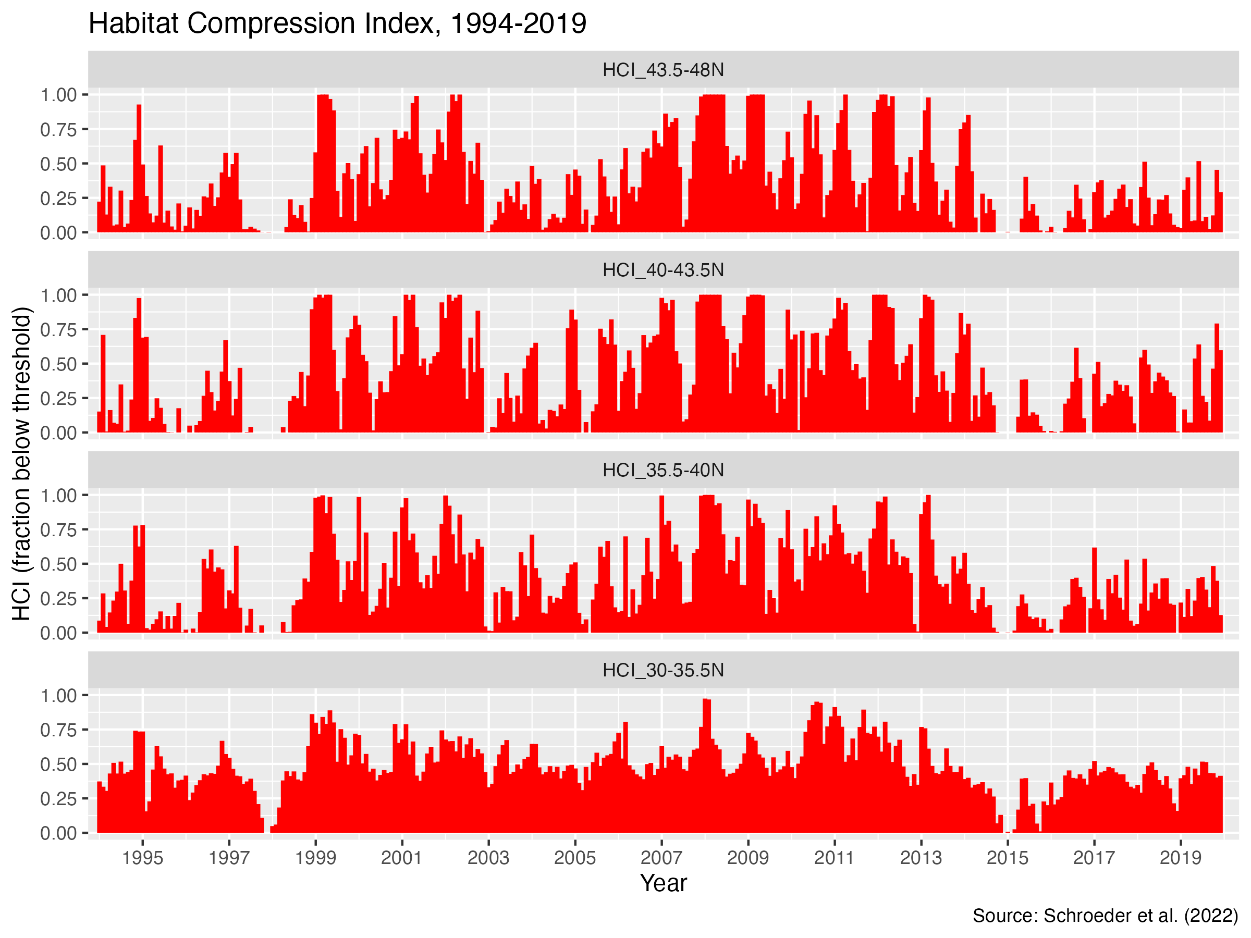 Habitat Compression Index, 1994-2019
HCI_43.5-48N
1.00
0.75
0.50
0.25
0.00
HCI_40-43.5N
1.00
0.75
0.50
0.25
0.00
HCI_35.5-40N
1.00
0.75
0.50
0.25
0.00
HCI_30-35.5N
1.00
0.75
0.50
0.25
0.00
HCI (fraction below threshold)
1995 1997 1999 2001 2003 2005 2007 2009 2011 2013 2015 2017 2019
Year
Source: Schroeder et al. (2022)